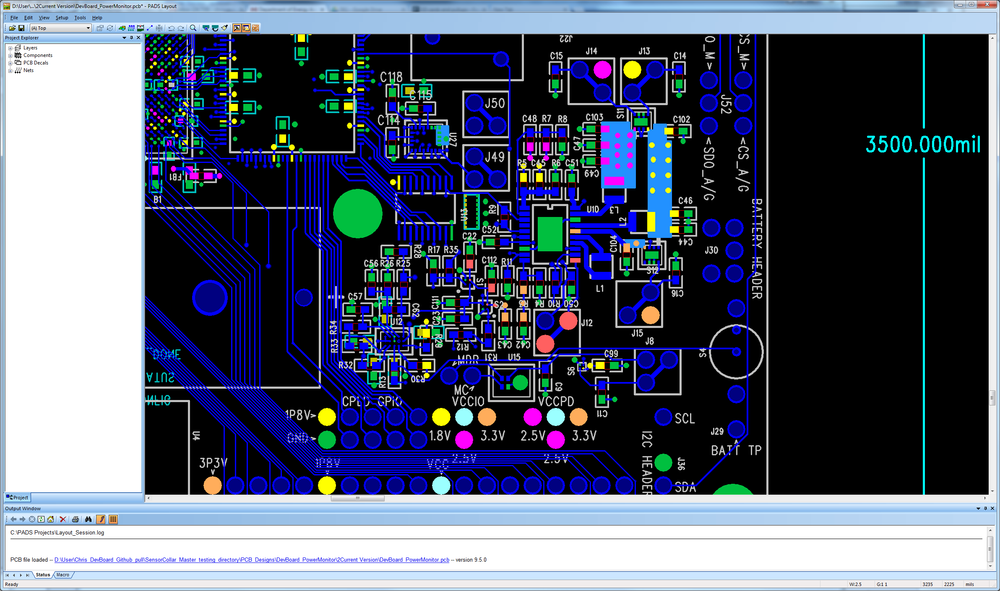 D:\User\...\2Current Version\DevBoard_PowerMonitor.pcb* - PADS Layout
File Edit View Setup Tools Help
(A) Top
Project Explorer
Layers
Components
PCB Decals
Nets
Project
J22
C15
J14
J13
C14
O_M>
CS_M>
J52
C118
C115
C114
U27
J50
J49
C48
R7
R8
C103
S11
C102
C47
C49
<SDO_A/G
<CS_A/G
3500.000mil
R5
C45
R6
C51
FB1
B1
U13
R9
U10
L3
L2
C46
C44
BATTERY HEADER
C52
C22
R28
R17
R35
C104
J30
S12
C56
R26
R25
C112
R11
S1
L1
C16
C57
C111
C62
S2
R3
R4
R10
C50
C23
U12
R34
J12
J15
J8
R33
R29
R12
C43
C42
R31
U15
S4
DOME
R32
C99
S6
R13
R30
C9
MC
CPLD GPIO
VCCIO
VCCPD
C11
1P8V>
SCL
GND>
1.8V
3.3V
2.5V
3.3V
J29
U4
I2C HEADER
BATT TP
2.5V
2.5V
3P3V
1P8V
VCC
J36
SDA
Output Window
C:\PADS Projects\Layout_Session.log
PCB file loaded -- D:\User\Chris_DevBoard_Github_pull\SensorCollar_Master_testing_directory\PCB_Designs\DevBoard_PowerMonitor\2Current Version\DevBoard_PowerMonitor.pcb -- version 9.5.0
Status Macro
Ready
W:2.5 G:1 1 3235 2225 mils